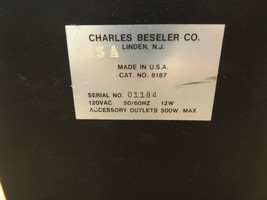 CHARLES BESELER CO.
LINDEN, N.J.
MADE IN U.S.A.
CAT. NO. 8187
SERIAL NO. 01184
120VAC 50/60HZ 12W
ACCESSORY OUTLETS 500W. MAX